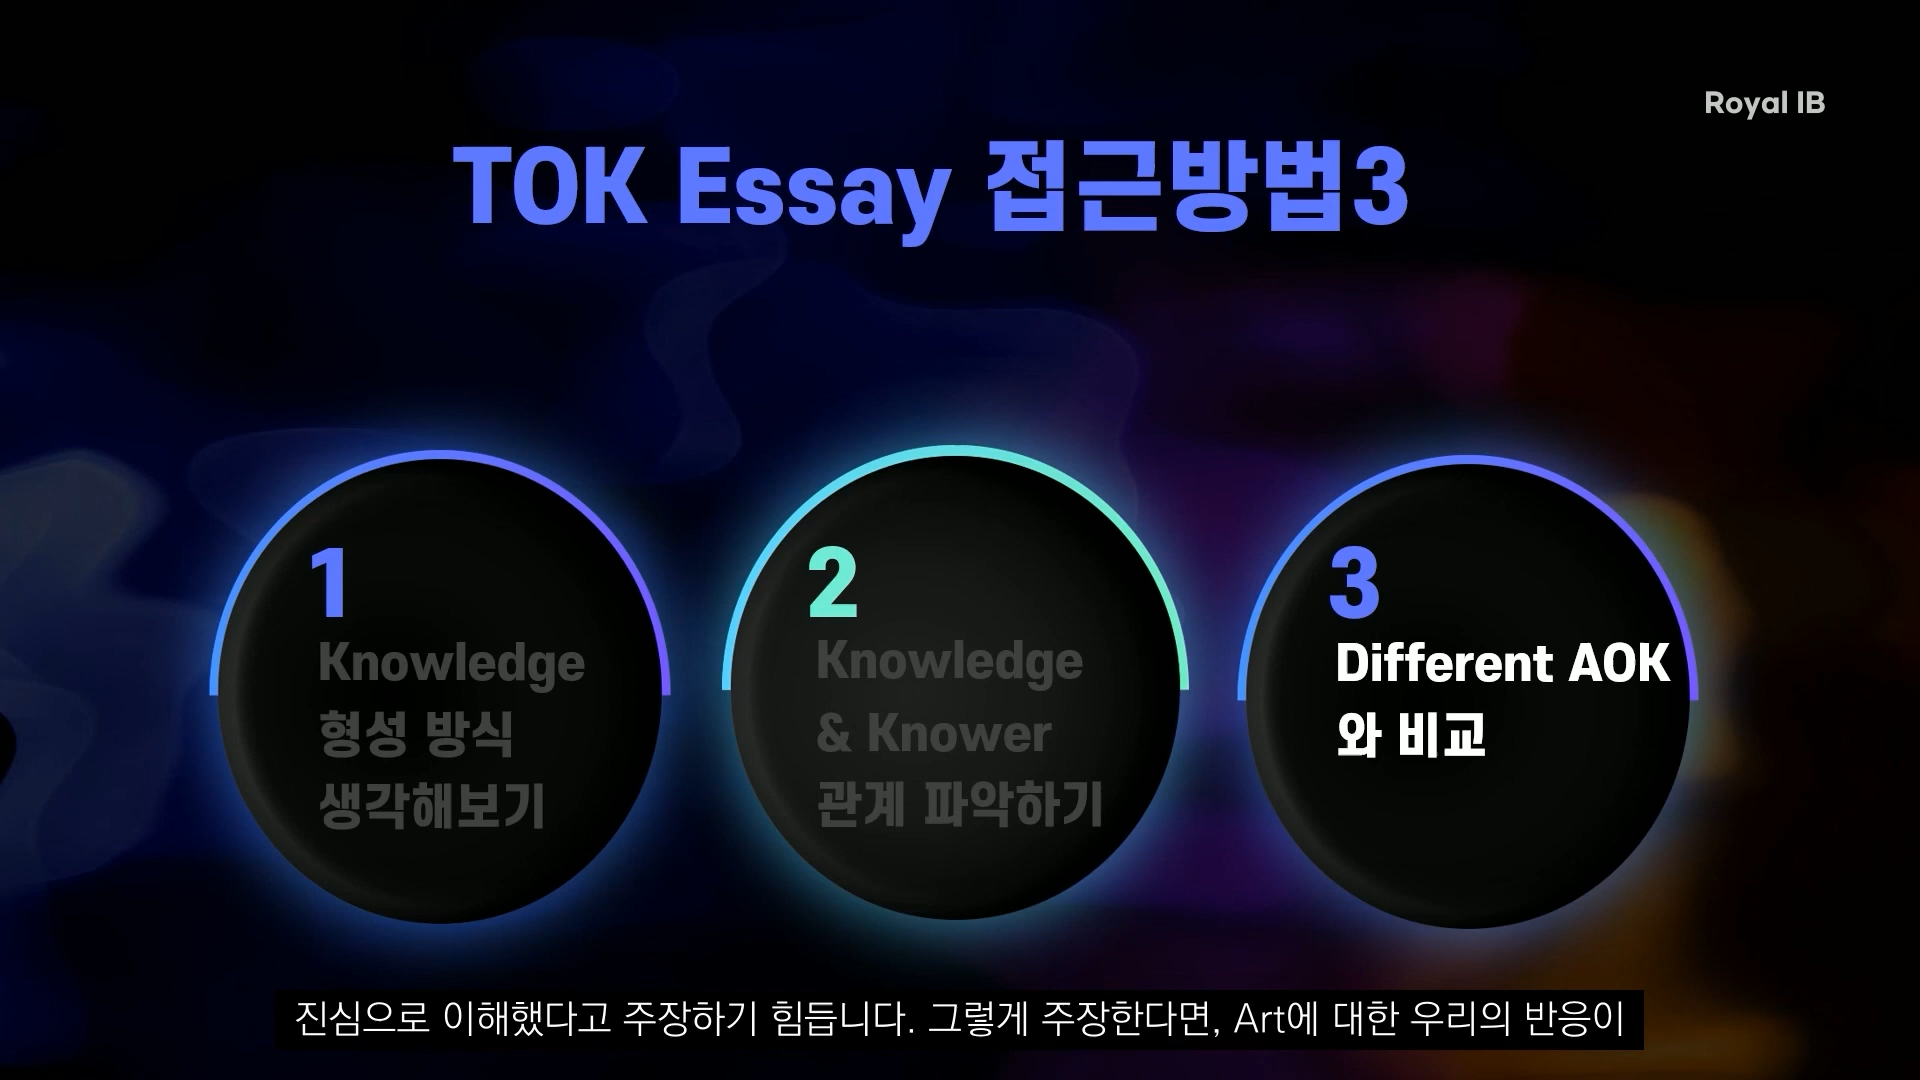 Royal IB
TOK Essay 접근방법3
1
Knowledge
형성 방식
생각해보기
2
Knowledge
& Knower
관계 파악하기
3
Different AOK
와 비교
진심으로 이해했다고 주장하기 힘듭니다. 그렇게 주장한다면, Art에 대한 우리의 반응이